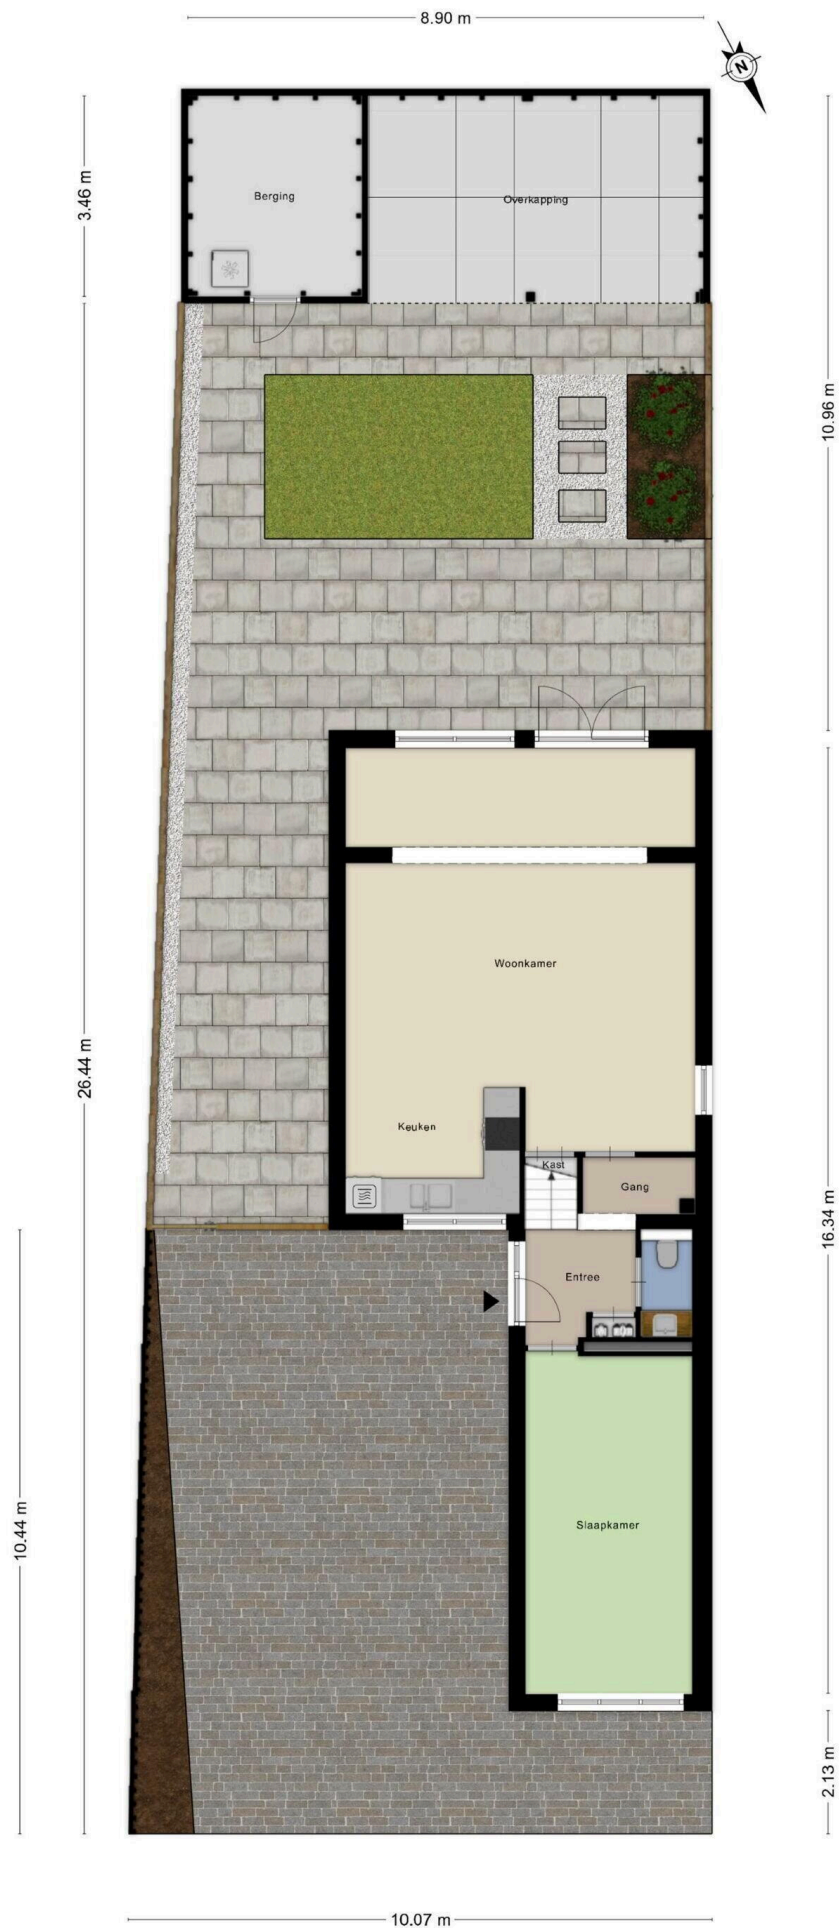 8.90 m
N
3.46 m
Berging
Overkapping
10.96 m
26.44 m
Woonkamer
Keuken
Kast
Gang
16.34 m
Entree
10.44 m
Slaapkamer
2.13 m
10.07 m